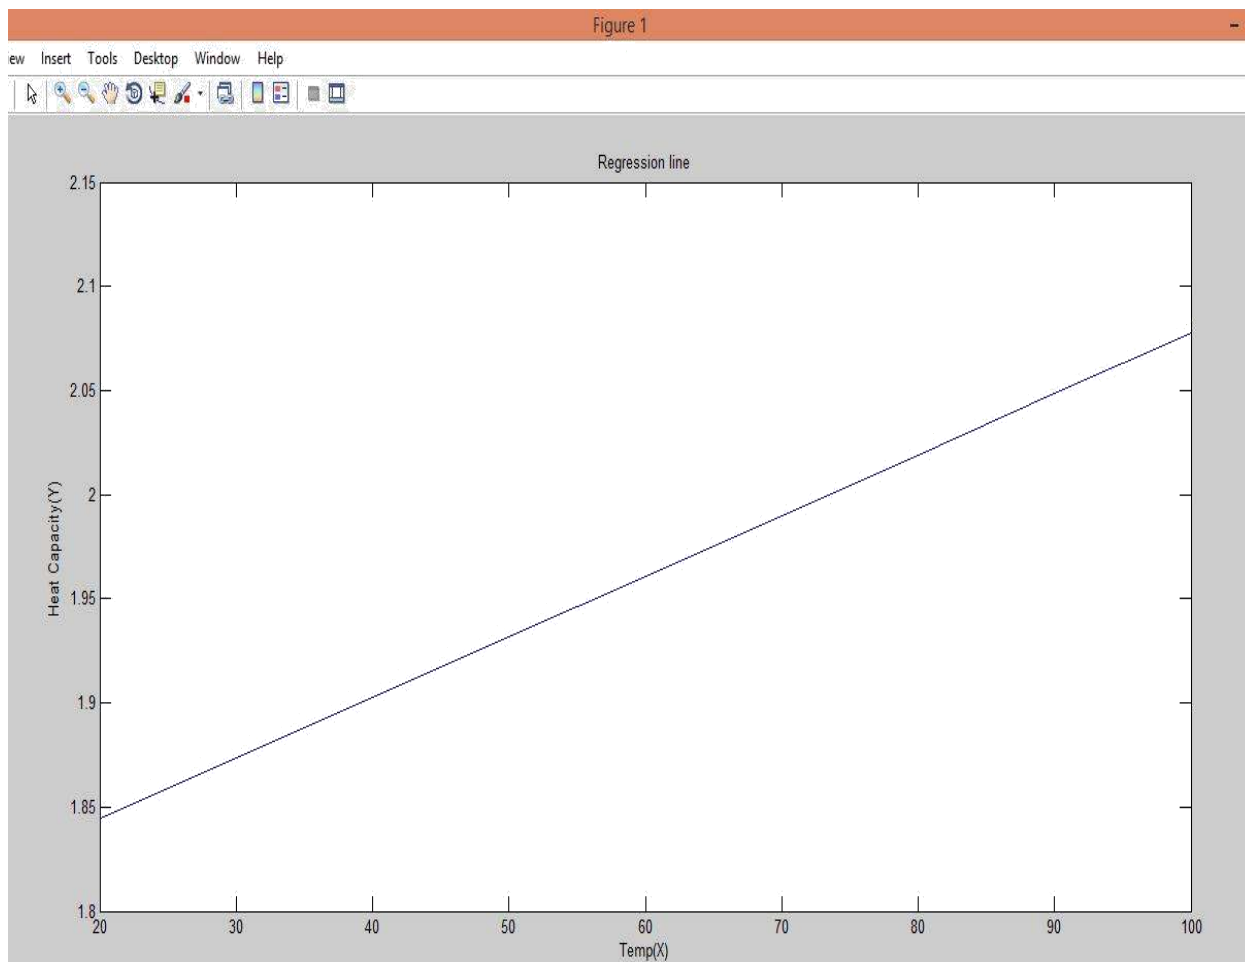 Figure 1
ew Insert Tools Desktop Window Help
Regression line
2.15
2.1
2.05
2
1.95
1.9
1.85
1.8
Heat Capacity(Y)
20 30 40 50 60 70 80 90 100
Temp(X)